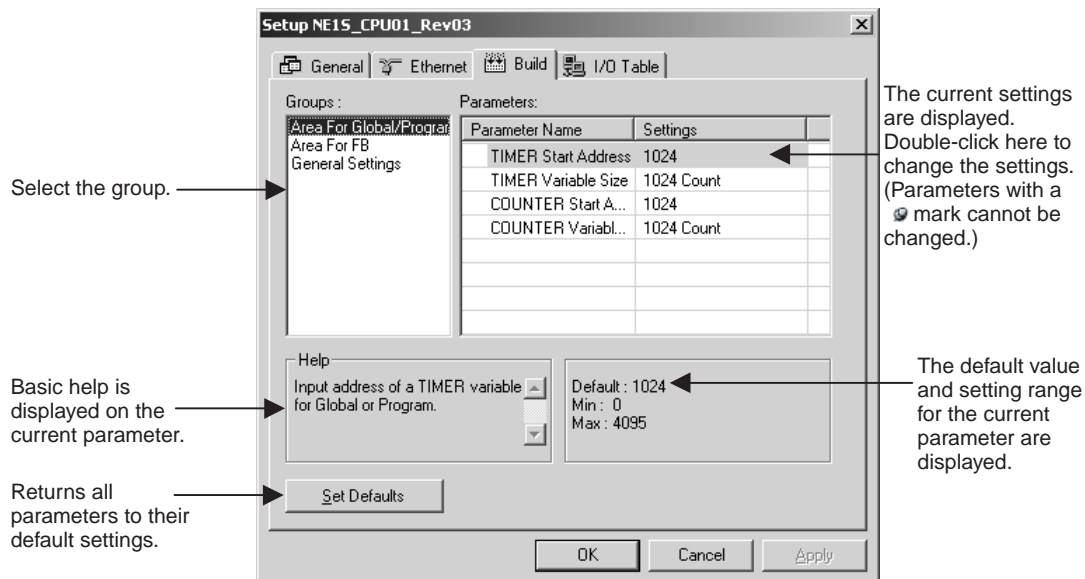 Setup NE1S_CPU01_Rev03
General
Ethernet
Build
I/O Table
Groups :
Area For Global/Progran
Area For FB
General Settings
Parameters:
Parameter Name Settings
TIMER Start Address 1024
TIMER Variable Size 1024 Count
COUNTER Start A... 1024
COUNTER Variabl... 1024 Count
Select the group.
The current settings
are displayed.
Double-click here to
change the settings.
(Parameters with a
mark cannot be
changed.)
Help
Input address of a TIMER variable
for Global or Program.
Default : 1024
Min : 0
Max : 4095
Basic help is
displayed on the
current parameter.
The default value
and setting range
for the current
parameter are
displayed.
Returns all
parameters to their
default settings.
Set Defaults
OK
Cancel
Apply